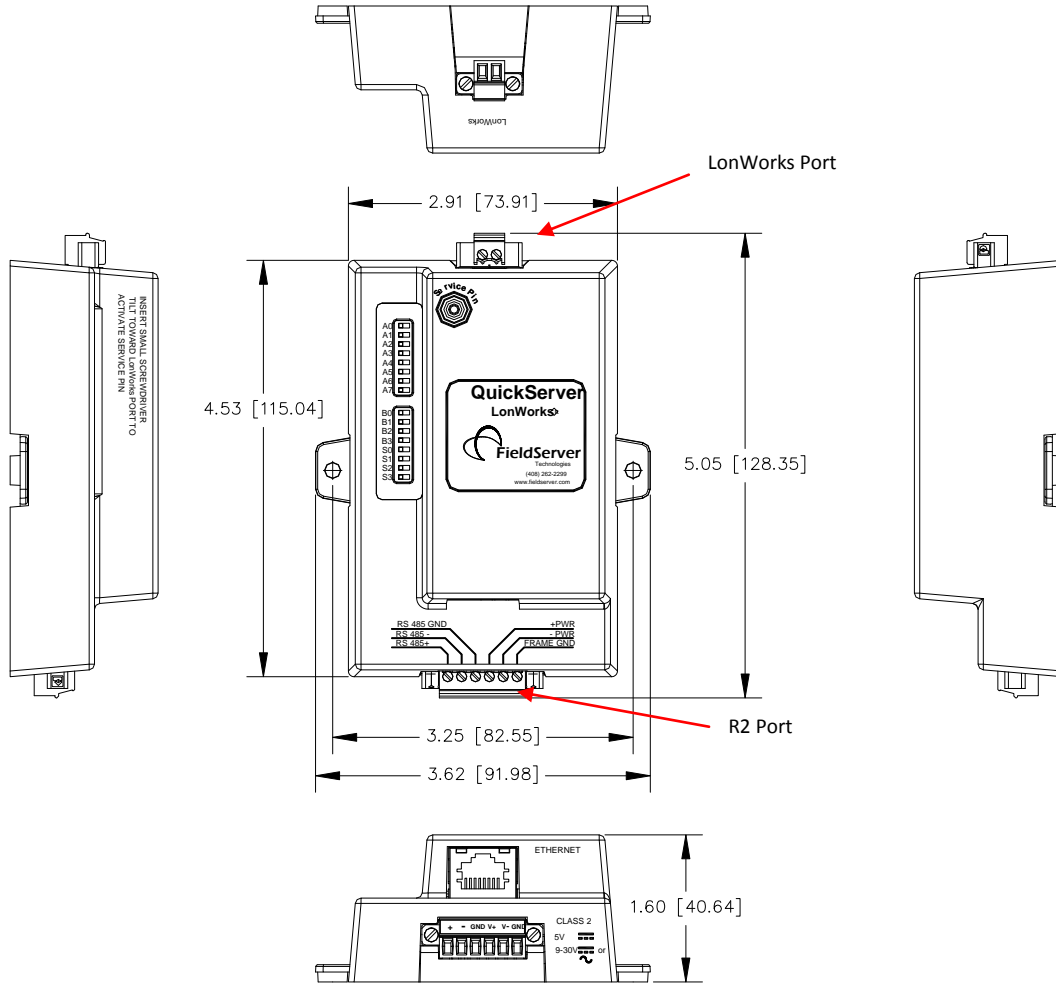 LonWorks
LonWorks Port
2.91 [73.91]
INSERT SMALL SCREWDRIVER
TILT TOWARD LonWorks PORT TO
ACTIVATE SERVICE PIN
Service Pin
A0
A1
A2
A3
A4
A5
A6
A7
B0
B1
B2
B3
S0
S1
S2
S3
4.53 [115.04]
QuickServer
LonWorks
FieldServer
Technologies
(408) 262-2299
www.fieldserver.com
5.05 [128.35]
RS 485 GND
RS 485 -
RS 485+
+PWR
- PWR
FRAME GND
R2 Port
3.25 [82.55]
3.62 [91.98]
ETHERNET
1.60 [40.64]
+ - GND V+ V- GND
CLASS 2
5V
9-30V or